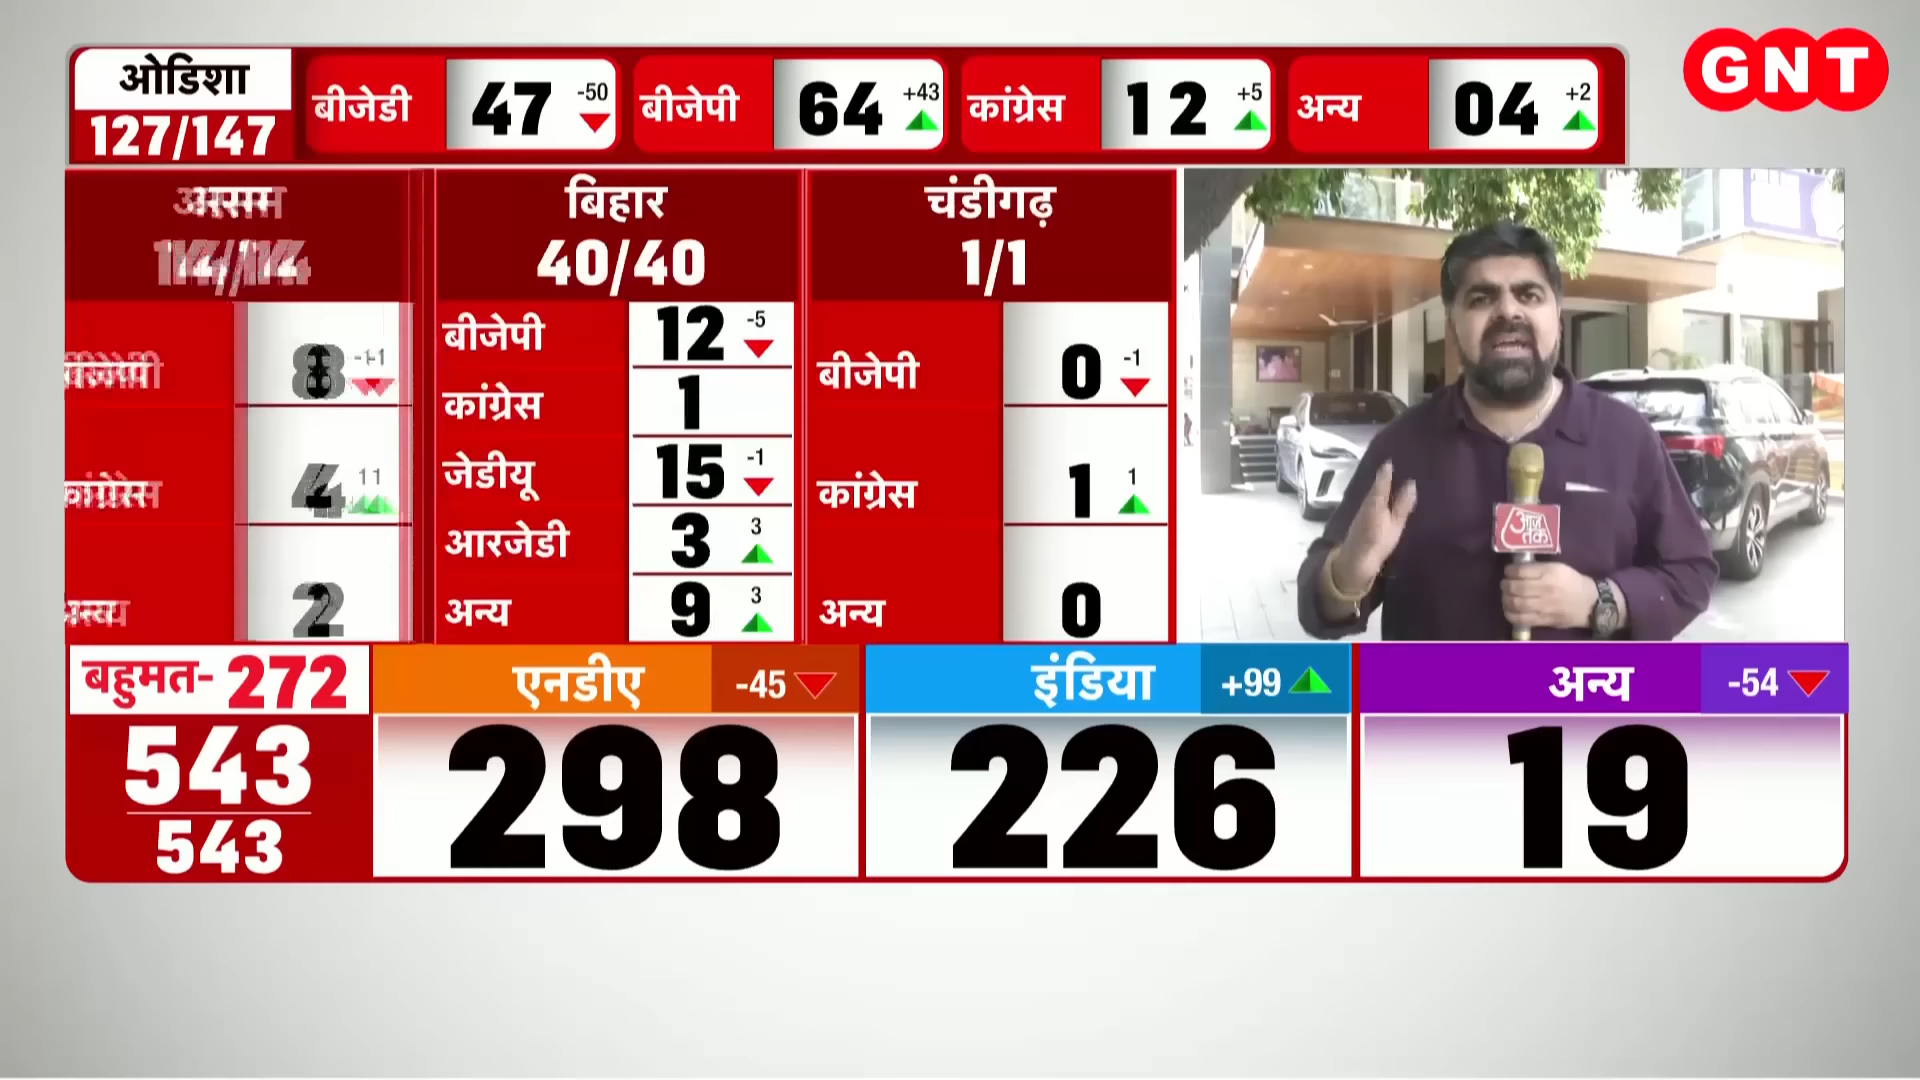 GNT
ओडिशा
127/147
बीजेडी 47 -50
बीजेपी 64 +43
कांग्रेस 12 +5
अन्य 04 +2
बिहार
40/40
बीजेपी 12 -5
कांग्रेस 1
जेडीयू 15 -1
आरजेडी 3 3
अन्य 9 3
चंडीगढ़
1/1
बीजेपी 0 -1
कांग्रेस 1 1
अन्य 0
आज
तक
बहुमत- 272
543
543
एनडीए -45
298
इंडिया +99
226
अन्य -54
19